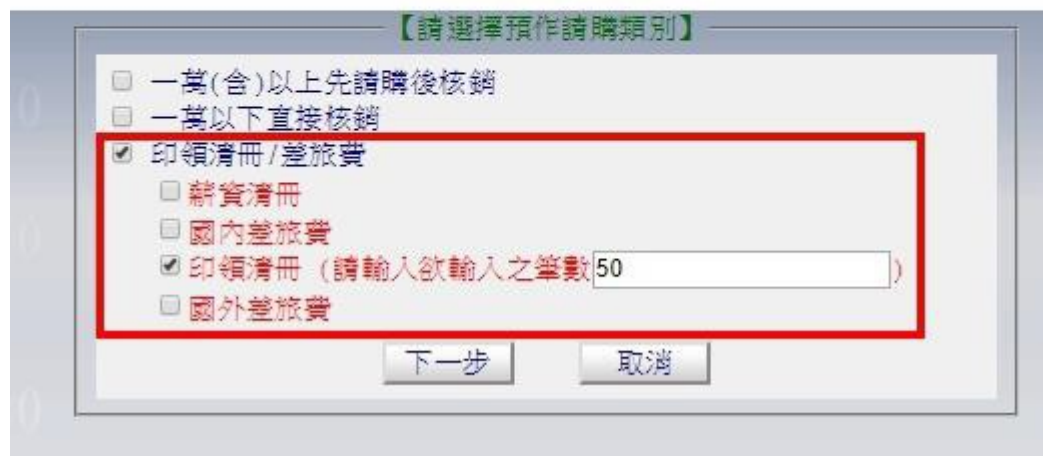 【請選擇預作請購類別】
一萬(含)以上先請購後核銷
一萬以下直接核銷
印領清冊/差旅費
薪資清冊
國內差旅費
印領清冊 (請輸入欲輸入之筆數50)
國外差旅費
下一步 取消